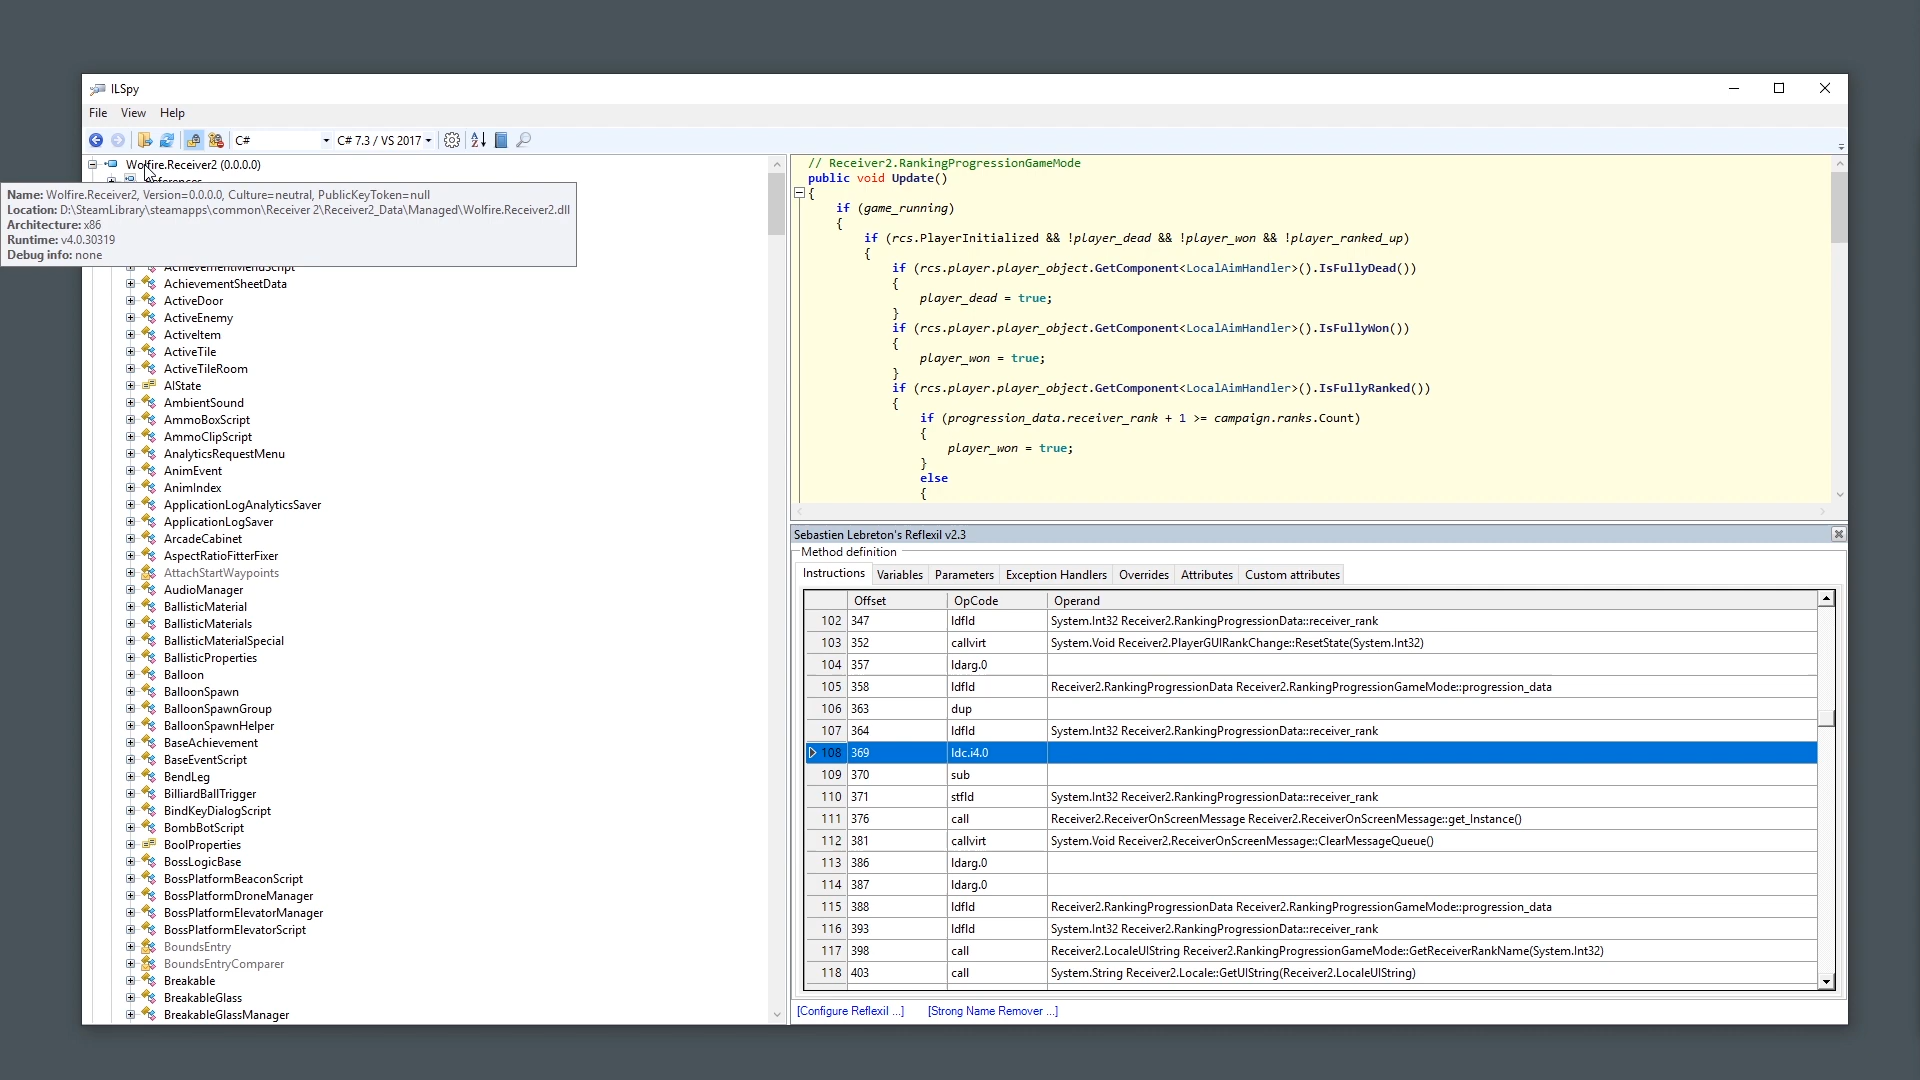 ILSpy
File View Help
C# C# 7.3 / VS 2017
Wolfire.Receiver2 (0.0.0.0)
Name: Wolfire.Receiver2, Version=0.0.0.0, Culture=neutral, PublicKeyToken=null
Location: D:\SteamLibrary\steamapps\common\Receiver 2\Receiver2_Data\Managed\Wolfire.Receiver2.dll
Architecture: x86
Runtime: v4.0.30319
Debug info: none
AchievementMenuScript
AchievementSheetData
ActiveDoor
ActiveEnemy
ActiveItem
ActiveTile
ActiveTileRoom
AIState
AmbientSound
AmmoBoxScript
AmmoClipScript
AnalyticsRequestMenu
AnimEvent
AnimIndex
ApplicationLogAnalyticsSaver
ApplicationLogSaver
ArcadeCabinet
AspectRatioFitterFixer
AttachStartWaypoints
AudioManager
BallisticMaterial
BallisticMaterials
BallisticMaterialSpecial
BallisticProperties
Balloon
BalloonSpawn
BalloonSpawnGroup
BalloonSpawnHelper
BaseAchievement
BaseEventScript
BendLeg
BilliardBallTrigger
BindKeyDialogScript
BombBotScript
BoolProperties
BossLogicBase
BossPlatformBeaconScript
BossPlatformDroneManager
BossPlatformElevatorManager
BossPlatformElevatorScript
BoundsEntry
BoundsEntryComparer
Breakable
BreakableGlass
BreakableGlassManager
// Receiver2.RankingProgressionGameMode
public void Update()
{
if (game_running)
{
if (rcs.PlayerInitialized && !player_dead && !player_won && !player_ranked_up)
{
if (rcs.player.player_object.GetComponent<LocalAimHandler>().IsFullyDead())
{
player_dead = true;
}
if (rcs.player.player_object.GetComponent<LocalAimHandler>().IsFullyWon())
{
player_won = true;
}
if (rcs.player.player_object.GetComponent<LocalAimHandler>().IsFullyRanked())
{
if (progression_data.receiver_rank + 1 >= campaign.ranks.Count)
{
player_won = true;
}
else
{
Sebastien Lebreton's Reflexil v2.3
Method definition
Instructions Variables Parameters Exception Handlers Overrides Attributes Custom attributes
Offset OpCode Operand
102 347 ldfld System.Int32 Receiver2.RankingProgressionData::receiver_rank
103 352 callvirt System.Void Receiver2.PlayerGUIRankChange::ResetState(System.Int32)
104 357 ldarg.0
105 358 ldfld Receiver2.RankingProgressionData Receiver2.RankingProgressionGameMode::progression_data
106 363 dup
107 364 ldfld System.Int32 Receiver2.RankingProgressionData::receiver_rank
108 369 ldc.i4.0
109 370 sub
110 371 stfld System.Int32 Receiver2.RankingProgressionData::receiver_rank
111 376 call Receiver2.ReceiverOnScreenMessage Receiver2.ReceiverOnScreenMessage::get_Instance()
112 381 callvirt System.Void Receiver2.ReceiverOnScreenMessage::ClearMessageQueue()
113 386 ldarg.0
114 387 ldarg.0
115 388 ldfld Receiver2.RankingProgressionData Receiver2.RankingProgressionGameMode::progression_data
116 393 ldfld System.Int32 Receiver2.RankingProgressionData::receiver_rank
117 398 call Receiver2.LocaleUIString Receiver2.RankingProgressionGameMode::GetReceiverRankName(System.Int32)
118 403 call System.String Receiver2.Locale::GetUIString(Receiver2.LocaleUIString)
[Configure Reflexil ...] [Strong Name Remover ...]